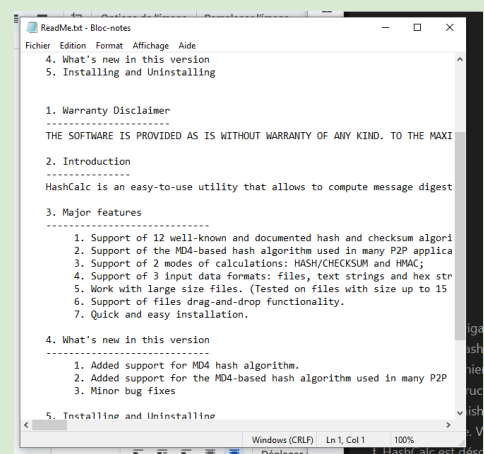 Options de l'image
ReadMe.txt - Bloc-notes
Fichier Edition Format Affichage Aide
4. What's new in this version
5. Installing and Uninstalling
1. Warranty Disclaimer
----------------------
THE SOFTWARE IS PROVIDED AS IS WITHOUT WARRANTY OF ANY KIND. TO THE MAXI
2. Introduction
---------------
HashCalc is an easy-to-use utility that allows to compute message digest
3. Major features
-----------------------------
1. Support of 12 well-known and documented hash and checksum algori
2. Support of the MD4-based hash algorithm used in many P2P applica
3. Support of 2 modes of calculations: HASH/CHECKSUM and HMAC;
4. Support of 3 input data formats: files, text strings and hex str
5. Work with large size files. (Tested on files with size up to 15
6. Support of files drag-and-drop functionality.
7. Quick and easy installation.
4. What's new in this version
-----------------------------
1. Added support for MD4 hash algorithm.
2. Added support for the MD4-based hash algorithm used in many P2P
3. Minor bug fixes
5. Installing and Uninstalling
Windows (CRLF) Ln 1, Col 1 100%